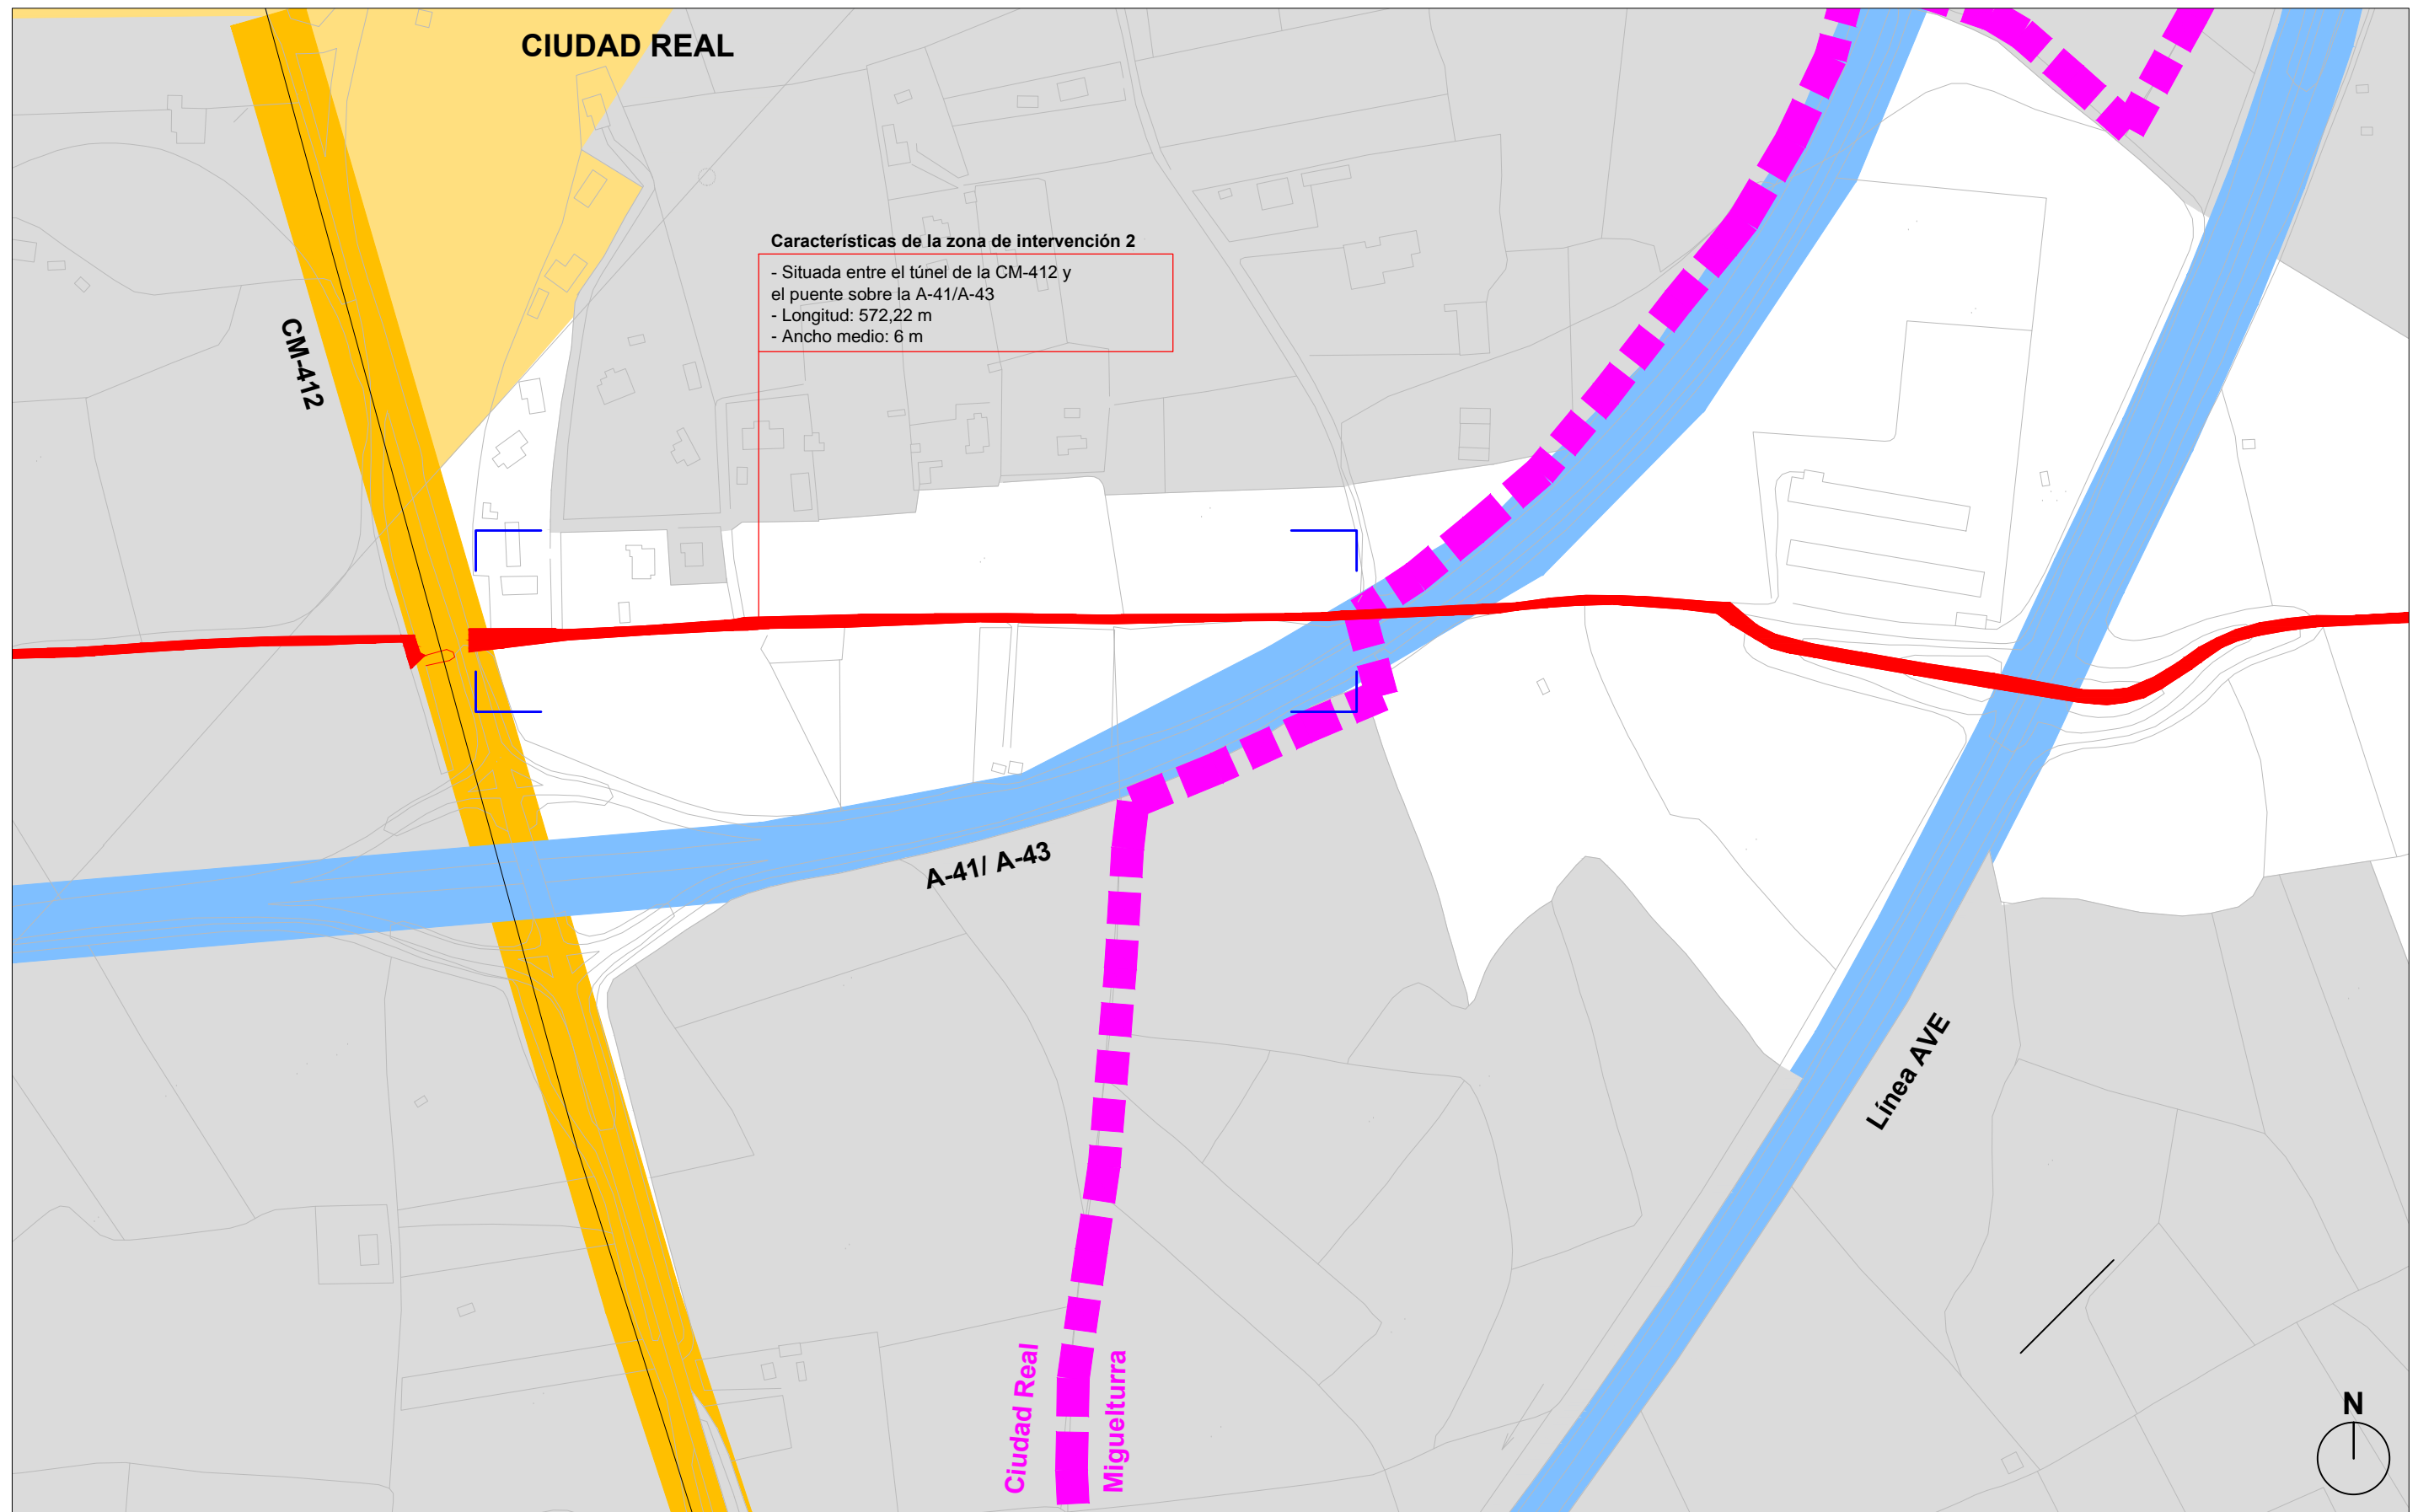 CIUDAD REAL
Características de la zona de intervención 2
- Situada entre el túnel de la CM-412 y
el puente sobre la A-41/A-43
- Longitud: 572,22 m
- Ancho medio: 6 m
CM-412
A-41/ A-43
Línea AVE
Ciudad Real
Miguelturra
N